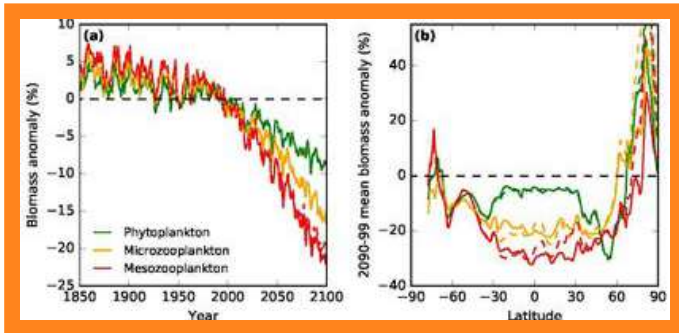 (a)
10
5
0
−5
−10
−15
−20
−25
Biomass anomaly (%)
Phytoplankton
Microzooplankton
Mesozooplankton
1850 1900 1950 2000 2050 2100
Year
(b)
40
20
0
−20
−40
2090-99 mean biomass anomaly (%)
−90 −60 −30 0 30 60 90
Latitude